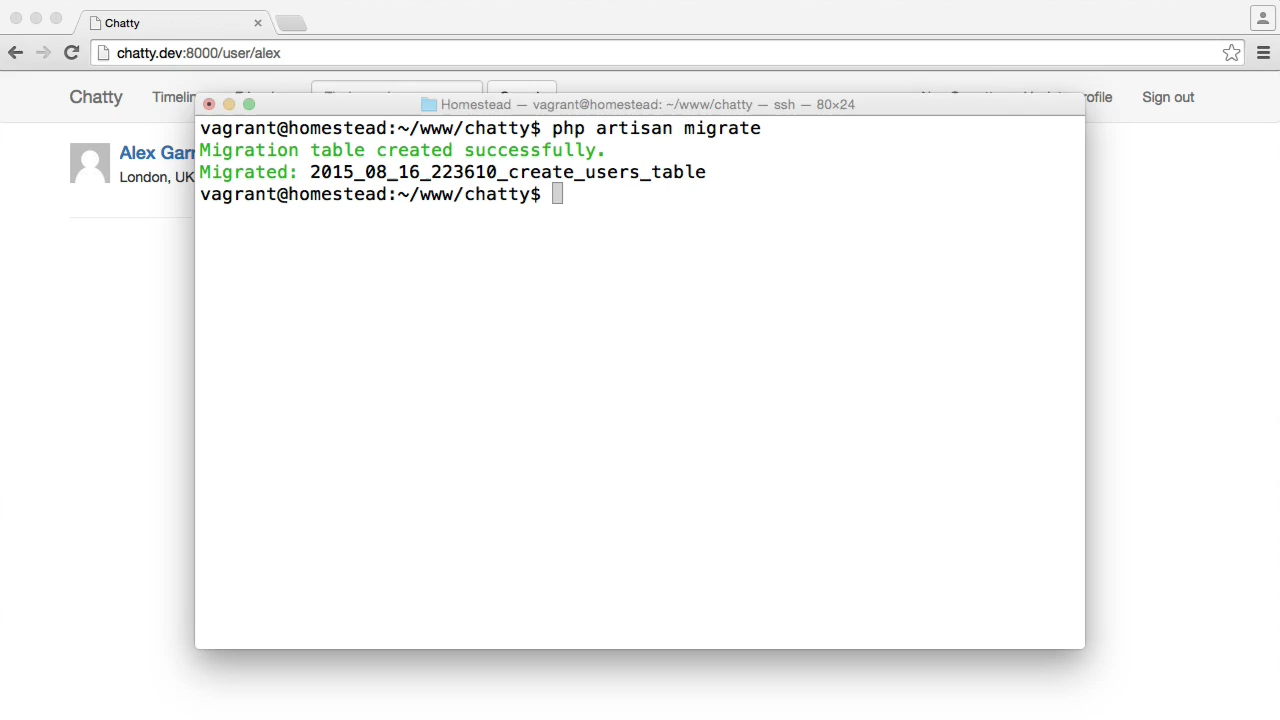 Chatty
chatty.dev:8000/user/alex
Chatty
Sign out
Homestead — vagrant@homestead: ~/www/chatty — ssh — 80×24
vagrant@homestead:~/www/chatty$ php artisan migrate
Migration table created successfully.
Migrated: 2015_08_16_223610_create_users_table
vagrant@homestead:~/www/chatty$
Alex
London, UK